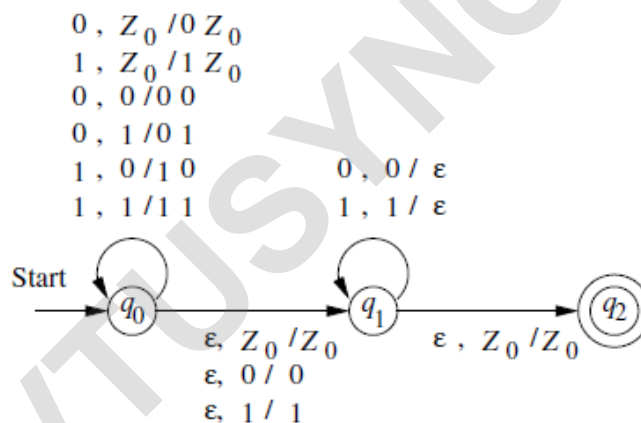 0 , Z0 / 0 Z0
1 , Z0 / 1 Z0
0 , 0 / 0 0
0 , 1 / 0 1
1 , 0 / 1 0
1 , 1 / 1 1
0 , 0 / ε
1 , 1 / ε
Start
q0
q1
q2
ε, Z0 / Z0
ε, 0 / 0
ε, 1 / 1
ε , Z0 / Z0
VTUSYNC